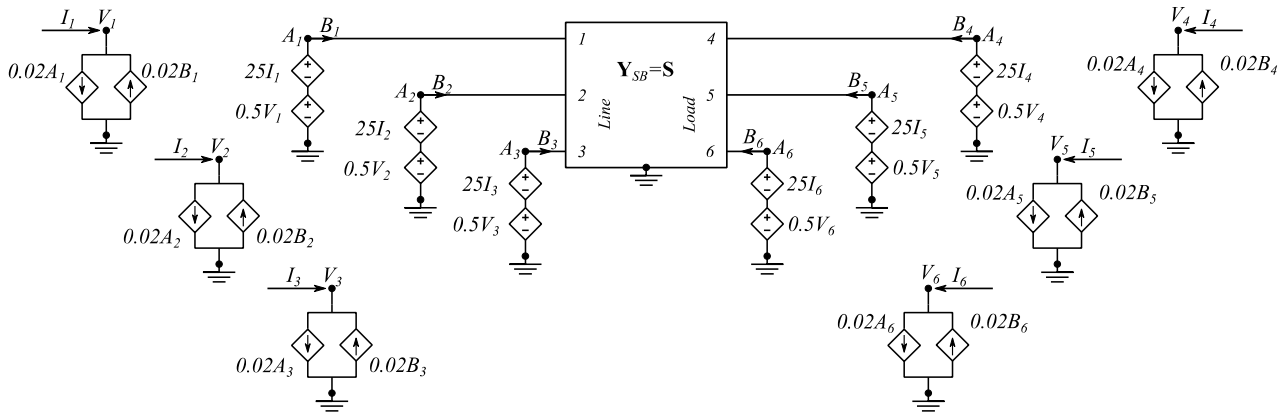 I1 V1 A1 B1 1 4 B4 A4 V4 I4
0.02A1 0.02B1 25I1 Y_SB=S 25I4 0.02A4 0.02B4
A2 B2 2 5 B5 A5
0.5V1 0.5V4
Line Load
25I2 25I5
I2 V2 A3 B3 3 6 B6 A6 V5 I5
0.5V2 0.5V5
25I3 25I6
0.02A5 0.02B5
0.5V3 0.5V6
0.02A2 0.02B2
I3 V3 V6 I6
0.02A6 0.02B6
0.02A3 0.02B3